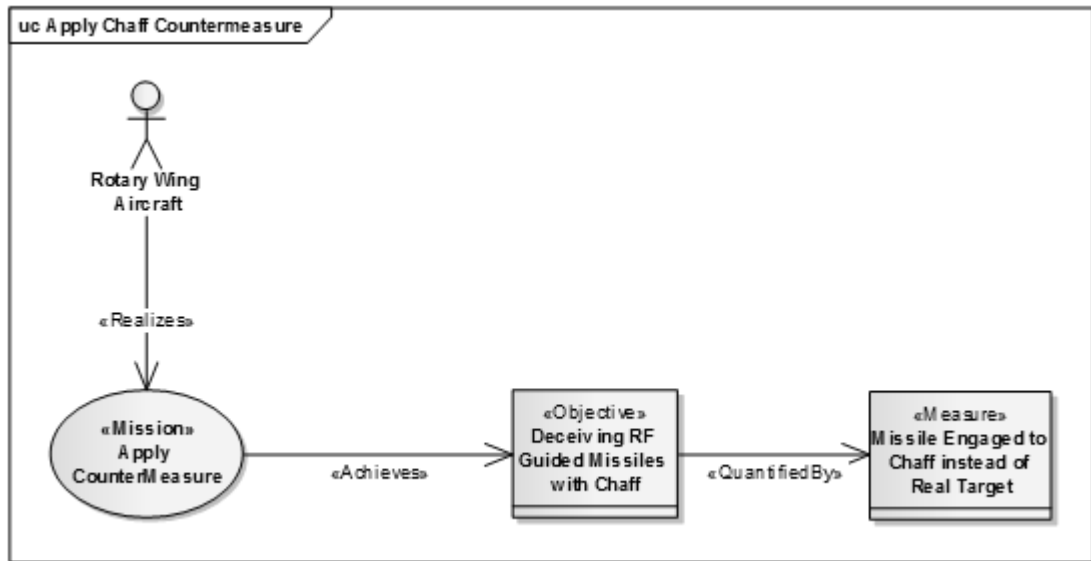 uc Apply Chaff Countermeasure
Rotary Wing
Aircraft
«Realizes»
«Mission»
Apply
CounterMeasure
«Achieves»
«Objective»
Deceiving RF
Guided Missiles
with Chaff
«QuantifiedBy»
«Measure»
Missile Engaged to
Chaff instead of
Real Target